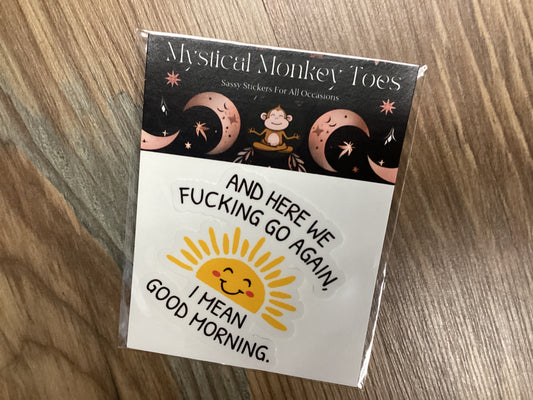 Mystical Monkey Toes
Sassy Stickers For All Occasions
AND HERE WE
FUCKING GO AGAIN.
I MEAN
GOOD MORNING.